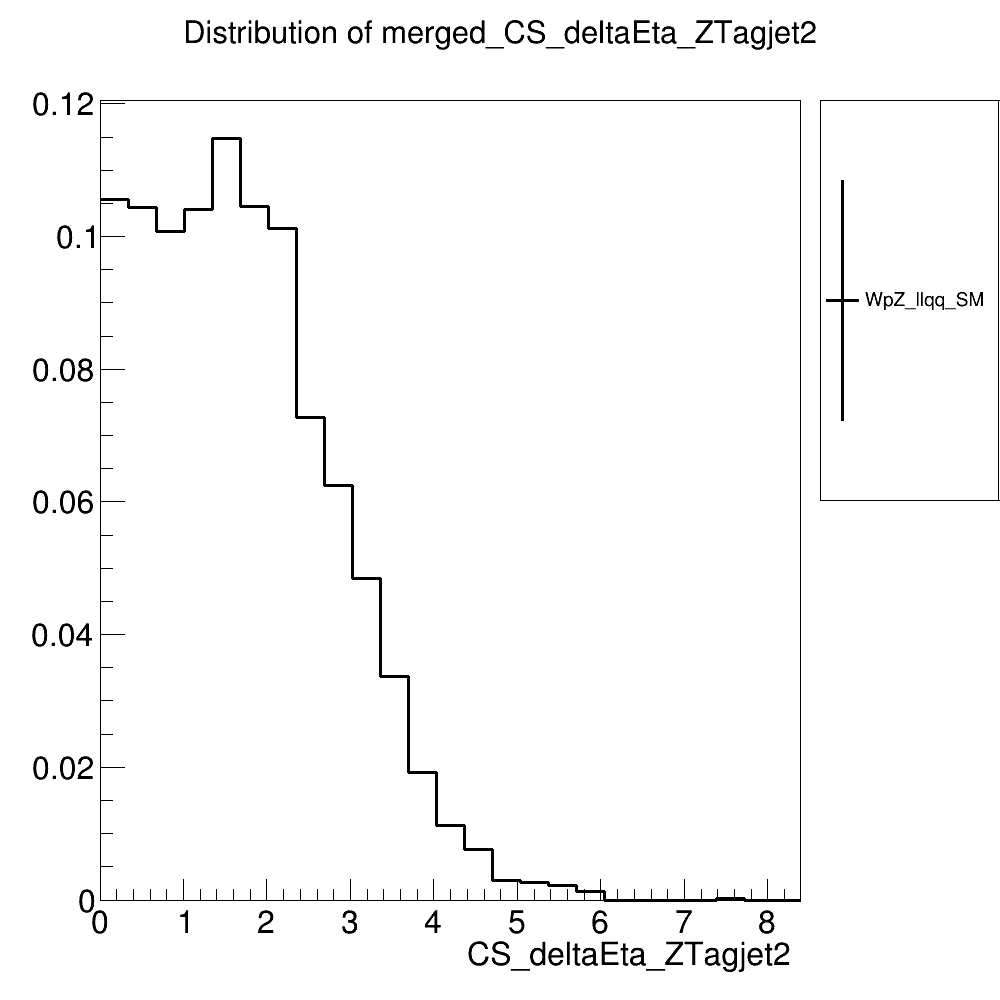 Distribution of merged_CS_deltaEta_ZTagjet2
0.12
0.1
0.08
0.06
0.04
0.02
0
0 1 2 3 4 5 6 7 8
CS_deltaEta_ZTagjet2
WpZ_llqq_SM